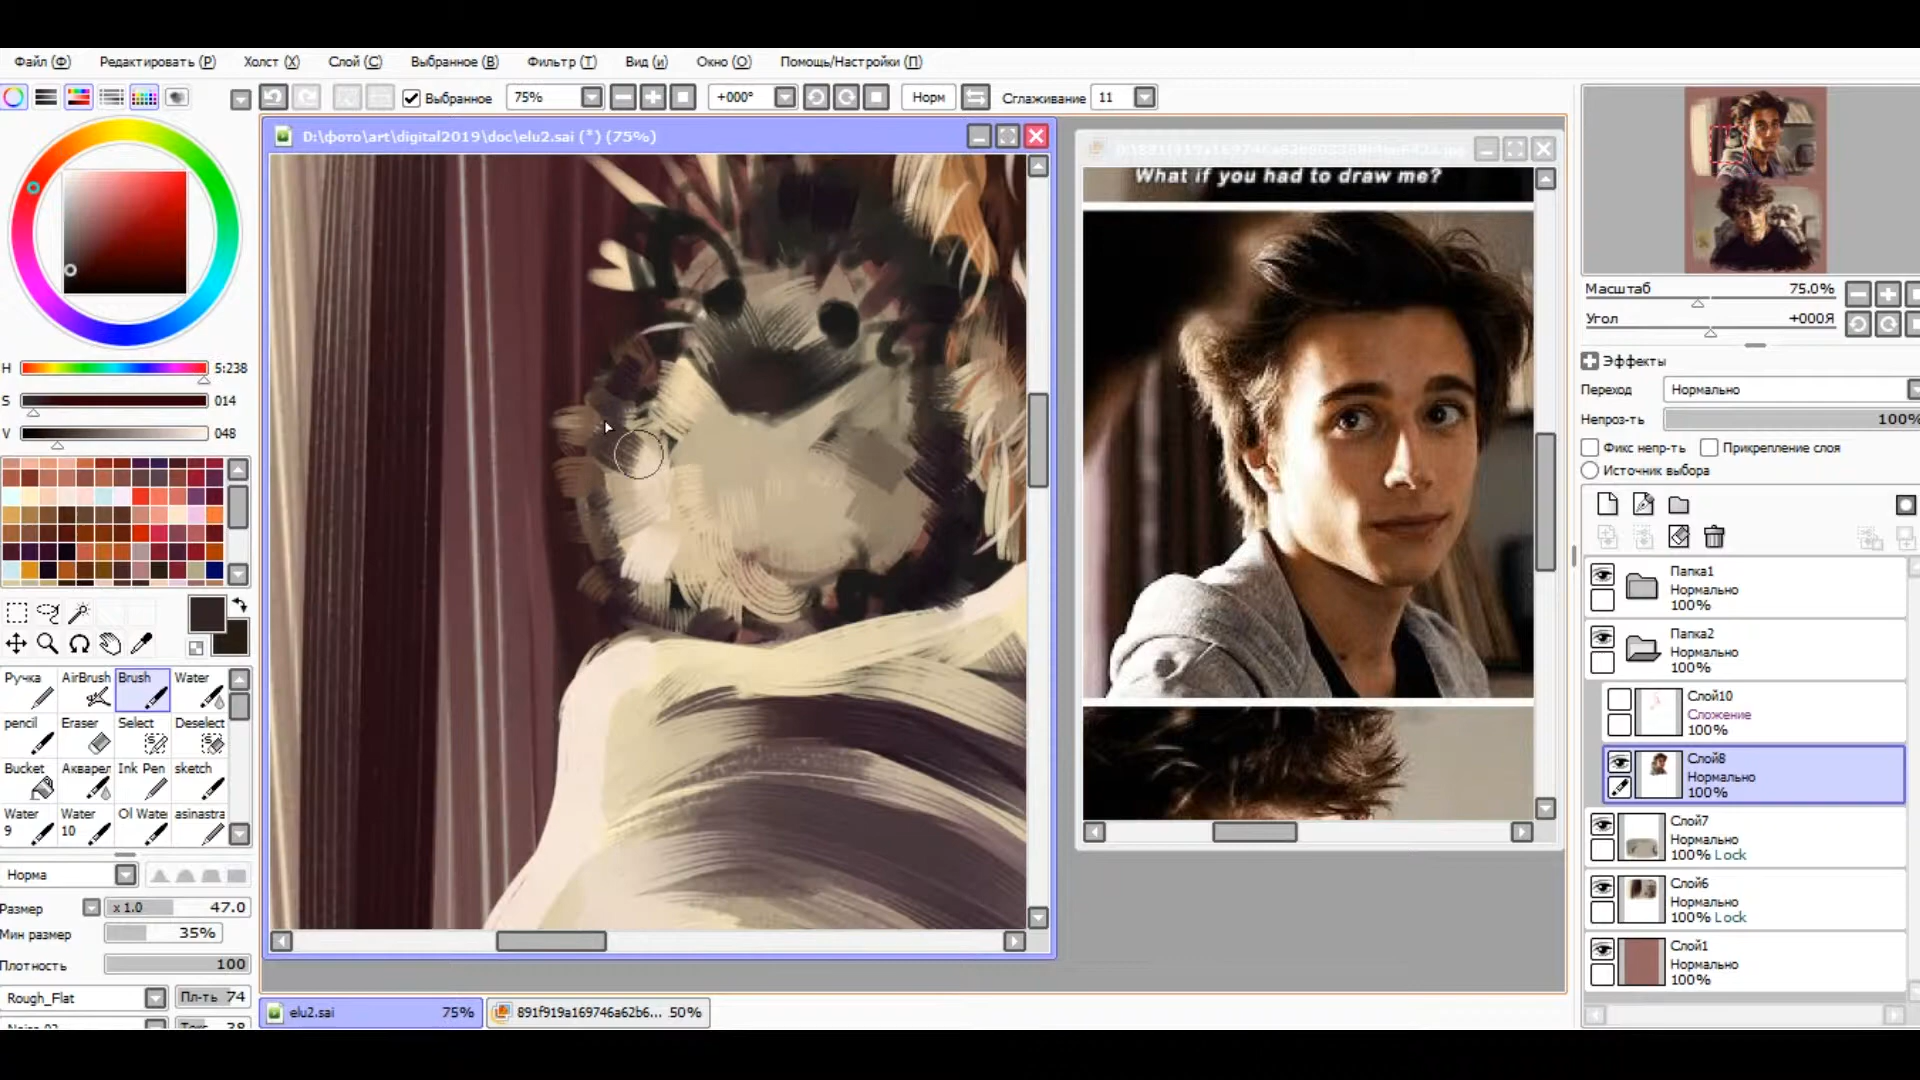 Файл (Ф) Редактировать (Р) Холст (Х) Слой (С) Выбранное (В) Фильтр (Т) Вид (и) Окно (О) Помощь/Настройки (П)
Выбранное 75% +000° Норм Сглаживание 11
D:\фото\art\digital2019\doc\elu2.sai (*) (75%)
What if you had to draw me?
H 5:238
S 014
V 048
Ручка AirBrush Brush Water
pencil Eraser Select Deselect
Bucket Акварел Ink Pen sketch
Water 9 Water 10 Ol Wate asinastra
Норма
Размер x 1.0 47.0
Мин размер 35%
Плотность 100
Rough_Flat Пл-ть 74
elu2.sai 75% 891f919a169746a62b6... 50%
Масштаб 75.0%
Угол +000Я
Эффекты
Переход Нормально
Непроз-ть 100%
Фикс непр-ть Прикрепление слоя
Источник выбора
Папка1
Нормально
100%
Папка2
Нормально
100%
Слой10
Сложение
100%
Слой8
Нормально
100%
Слой7
Нормально
100% Lock
Слой6
Нормально
100% Lock
Слой1
Нормально
100%